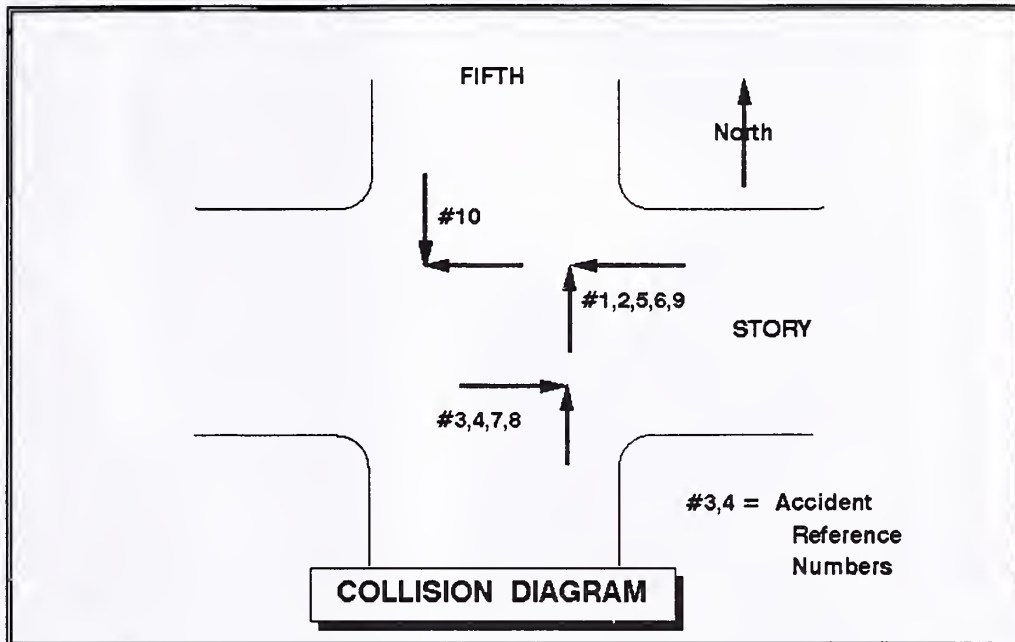 FIFTH
North
#10
#1,2,5,6,9
STORY
#3,4,7,8
#3,4 = Accident
Reference
Numbers
COLLISION DIAGRAM